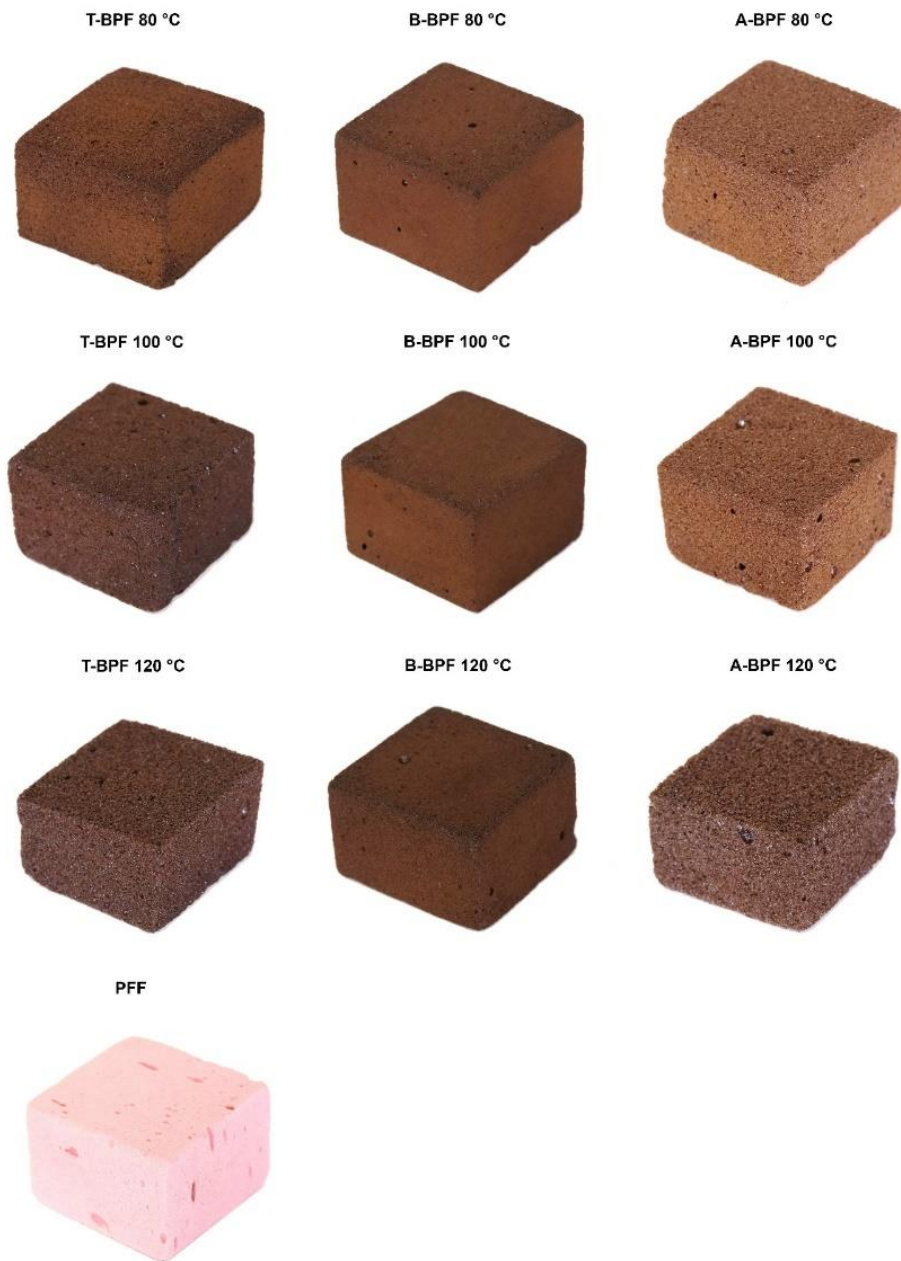 T-BPF 80 °C
B-BPF 80 °C
A-BPF 80 °C
T-BPF 100 °C
B-BPF 100 °C
A-BPF 100 °C
T-BPF 120 °C
B-BPF 120 °C
A-BPF 120 °C
PFF